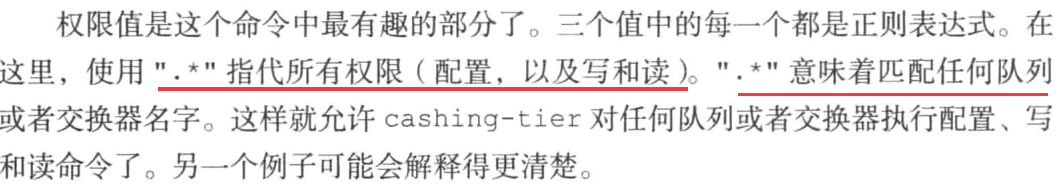 权限值是这个命令中最有趣的部分了。三个值中的每一个都是正则表达式。在
这里，使用 ".*" 指代所有权限（配置，以及写和读）。".*" 意味着匹配任何队列
或者交换器名字。这样就允许 cashing-tier 对任何队列或者交换器执行配置、写
和读命令了。另一个例子可能会解释得更清楚。